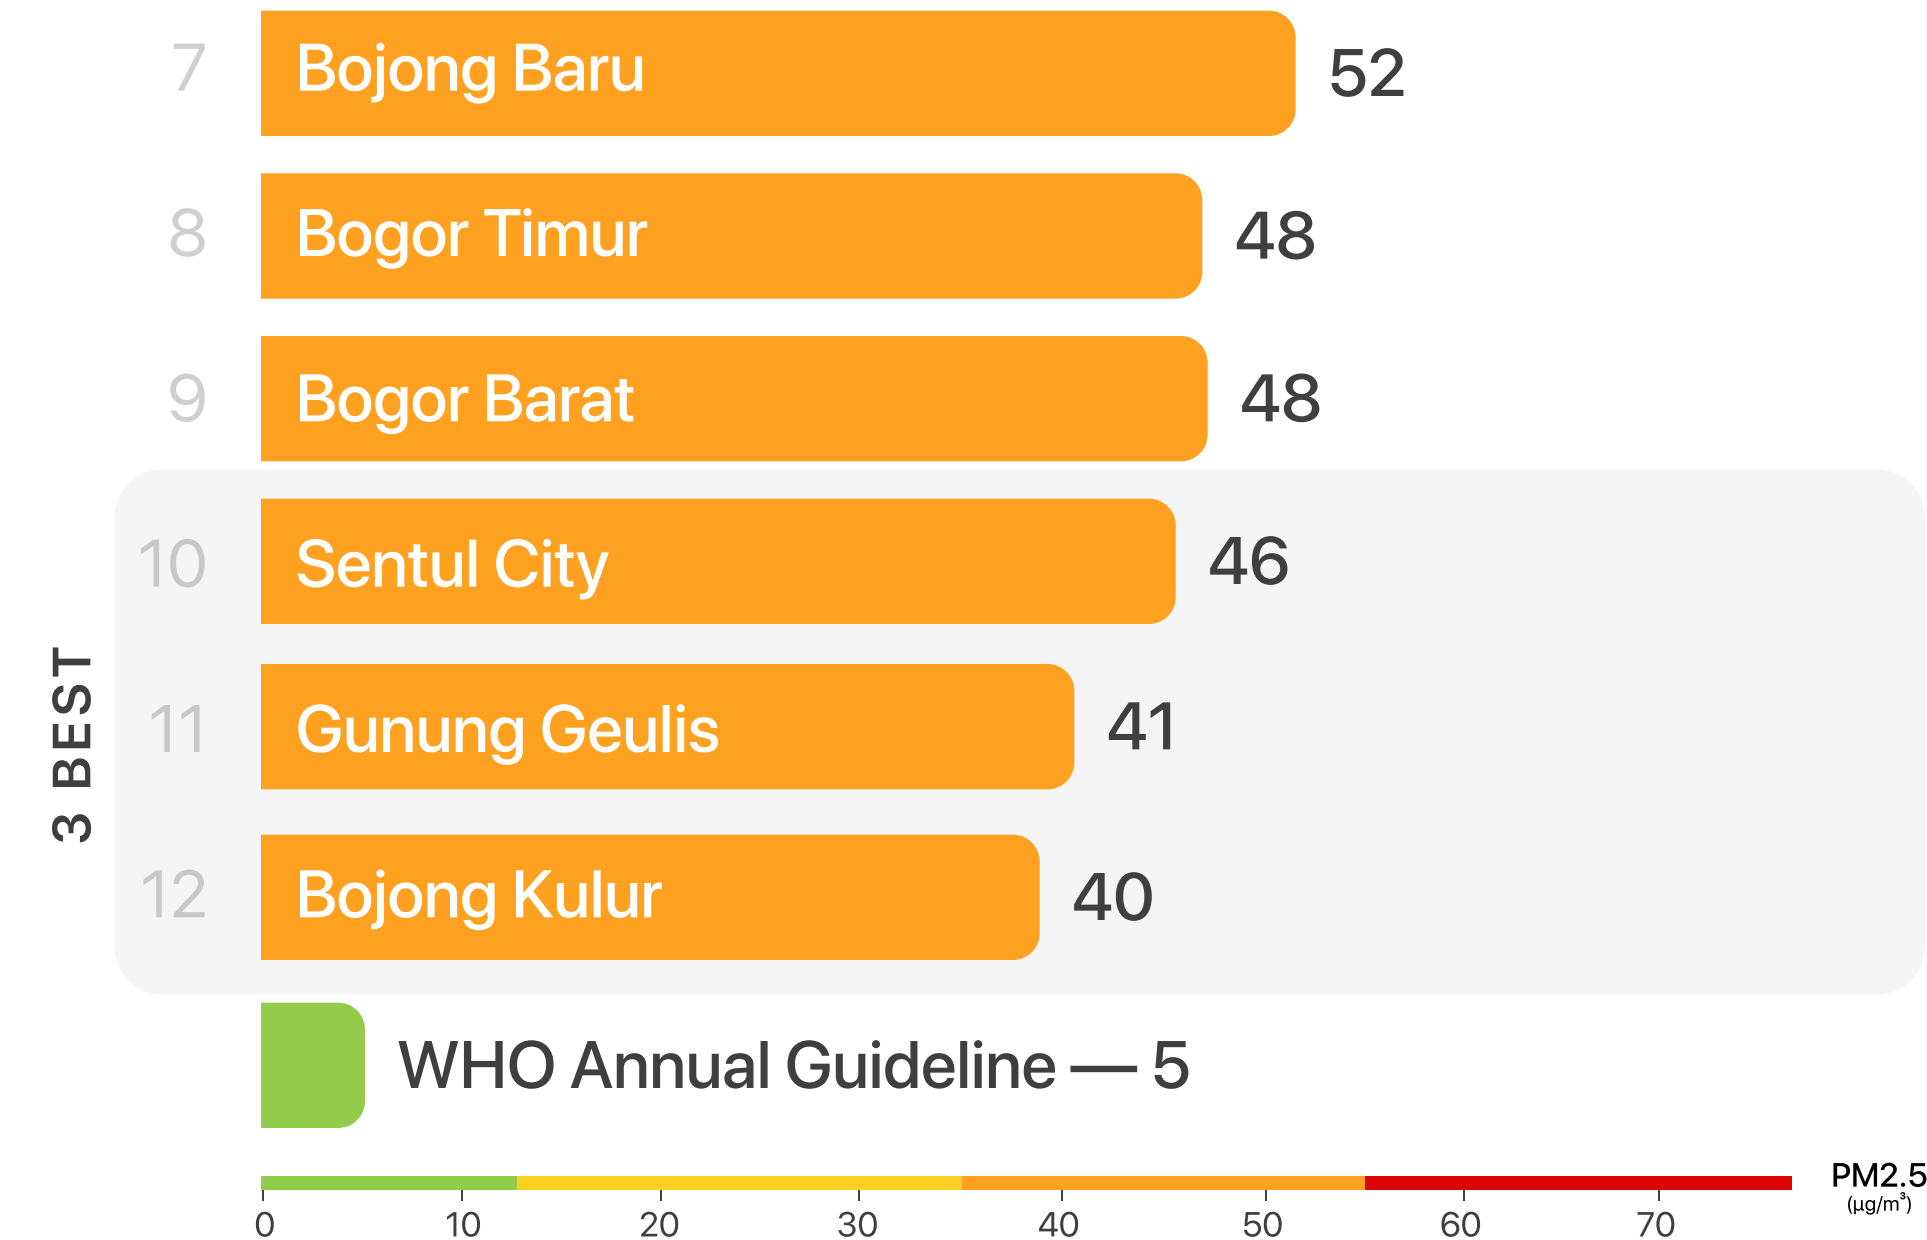 7 Bojong Baru 52
8 Bogor Timur 48
9 Bogor Barat 48
3 BEST
10 Sentul City 46
11 Gunung Geulis 41
12 Bojong Kulur 40
WHO Annual Guideline — 5
PM2.5
(µg/m³)
0 10 20 30 40 50 60 70